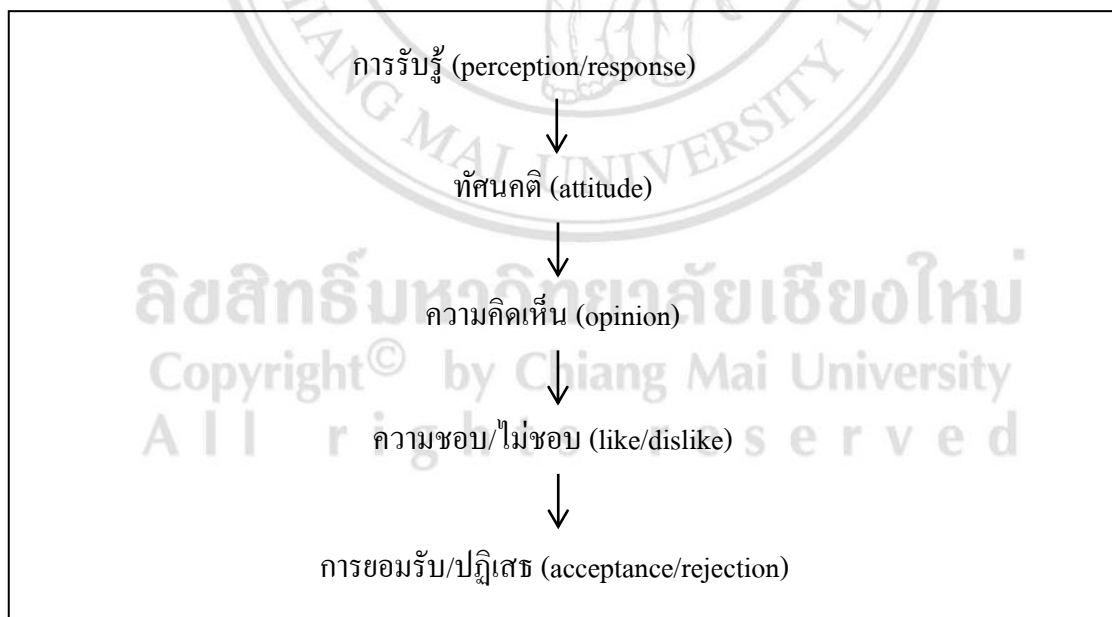 HIANG MAI UNIVERSITY 19
การรับรู้ (perception/response)
ทัศนคติ (attitude)
ลิขสิทธิ์มหาวิทยาลัยเชียงใหม่
ความคิดเห็น (opinion)
Copyright© by Chiang Mai University
All rights reserved
ความชอบ/ไม่ชอบ (like/dislike)
การยอมรับ/ปฏิเสธ (acceptance/rejection)